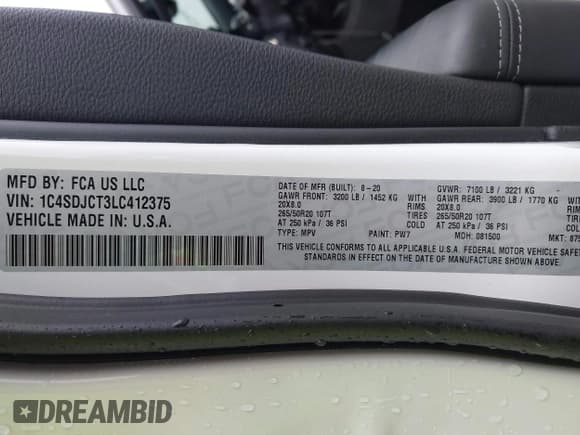 MFD BY: FCA US LLC
VIN: 1C4SDJCT3LC412375
VEHICLE MADE IN: U.S.A.
DATE OF MFR (BUILT): 8-20
GAWR FRONT: 3200 LB / 1452 KG WITH
20X8.0 RIMS
265/50R20 107T TIRES
AT 250 kPa / 36 PSI COLD
TYPE: MPV
PAINT: PW7
GVWR: 7100 LB / 3221 KG
GAWR REAR: 3900 LB / 1770 KG WITH
20X8.0 RIMS
265/50R20 107T TIRES
AT 250 kPa / 36 PSI COLD
MDH: 081500
MKT:
THIS VEHICLE CONFORMS TO ALL APPLICABLE U.S.A. FEDERAL MOTOR VEHICLE
STANDARDS IN EFFECT ON THE DATE OF MANUFACTURE SHOWN ABOVE.
DREAMBID